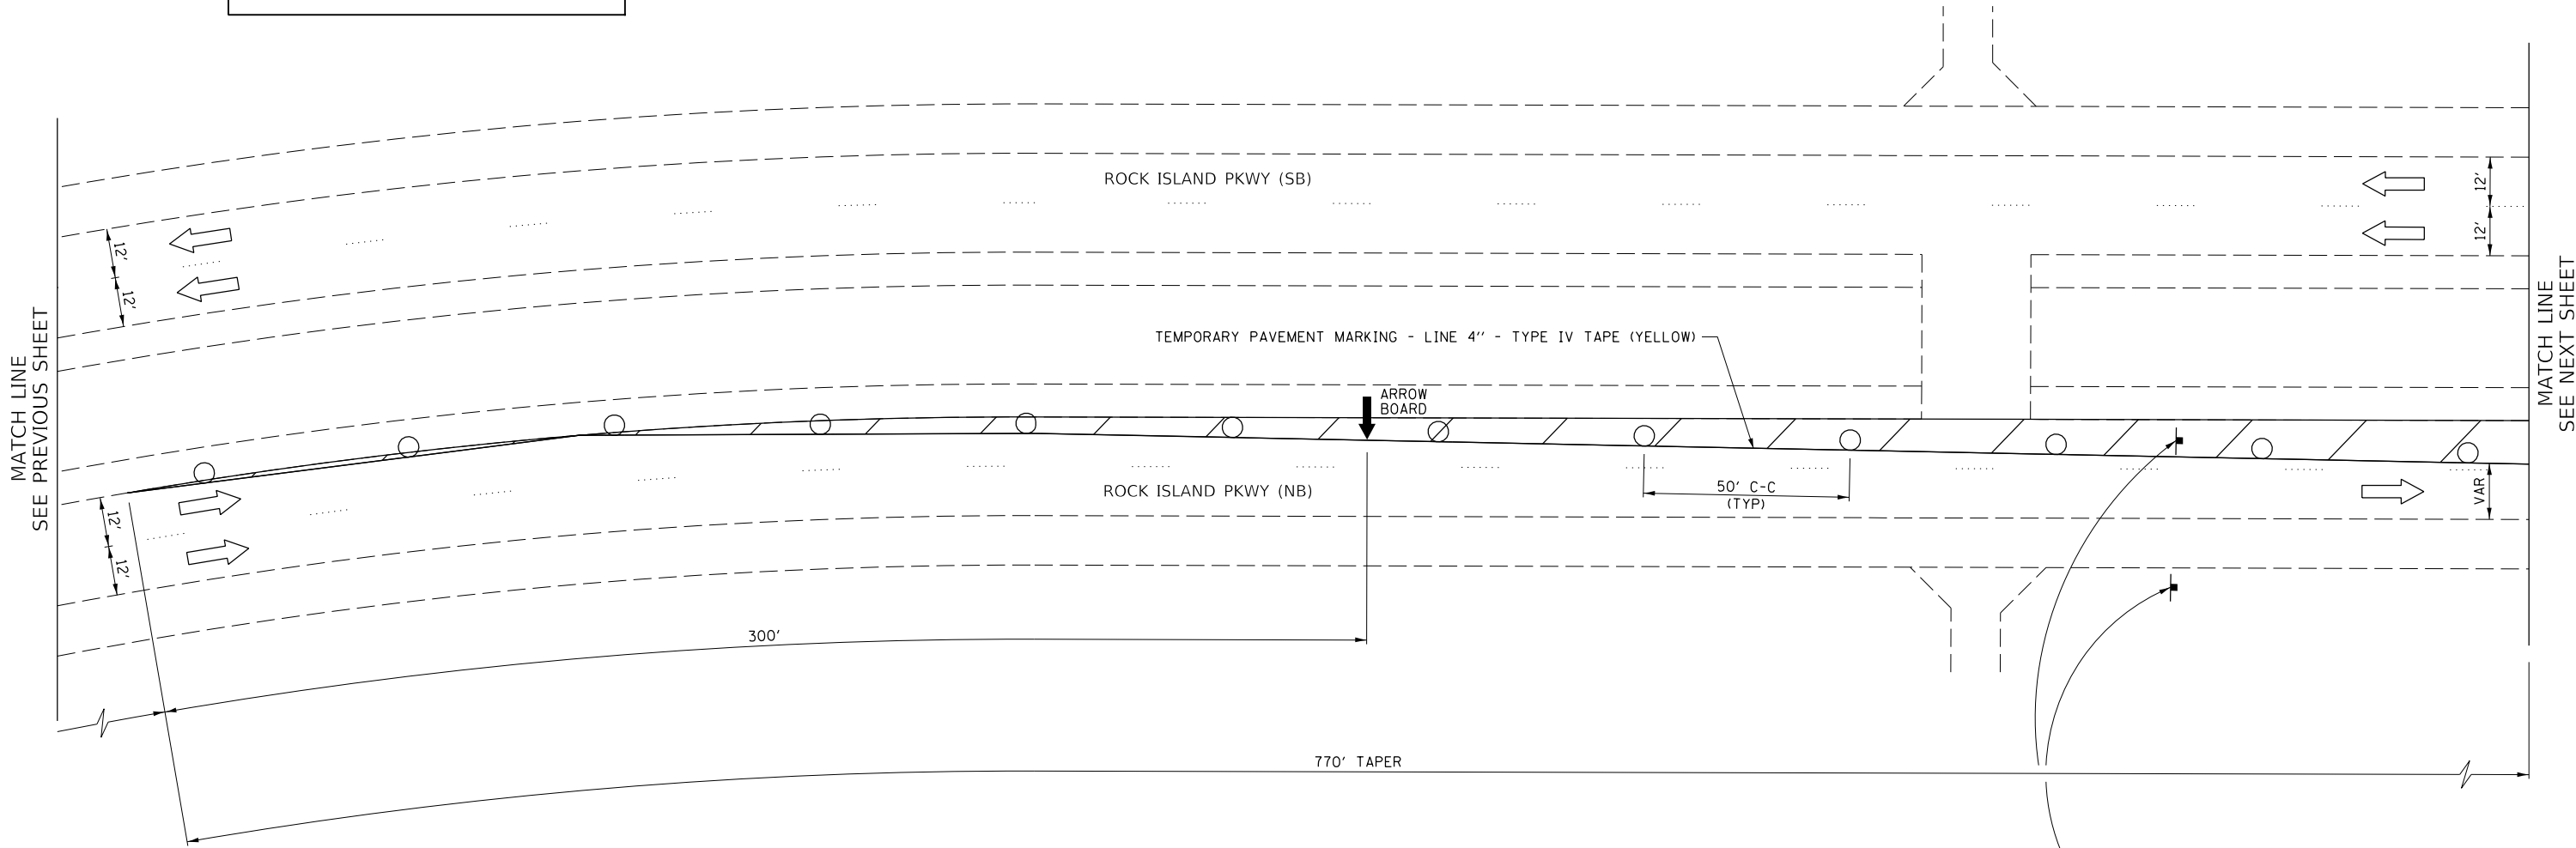 MATCH LINE
SEE PREVIOUS SHEET
ROCK ISLAND PKWY (SB)
12'
12'
12'
12'
TEMPORARY PAVEMENT MARKING - LINE 4'' - TYPE IV TAPE (YELLOW)
ARROW
BOARD
ROCK ISLAND PKWY (NB)
50' C-C
(TYP)
VAR
12'
12'
300'
770' TAPER
MATCH LINE
SEE NEXT SHEET